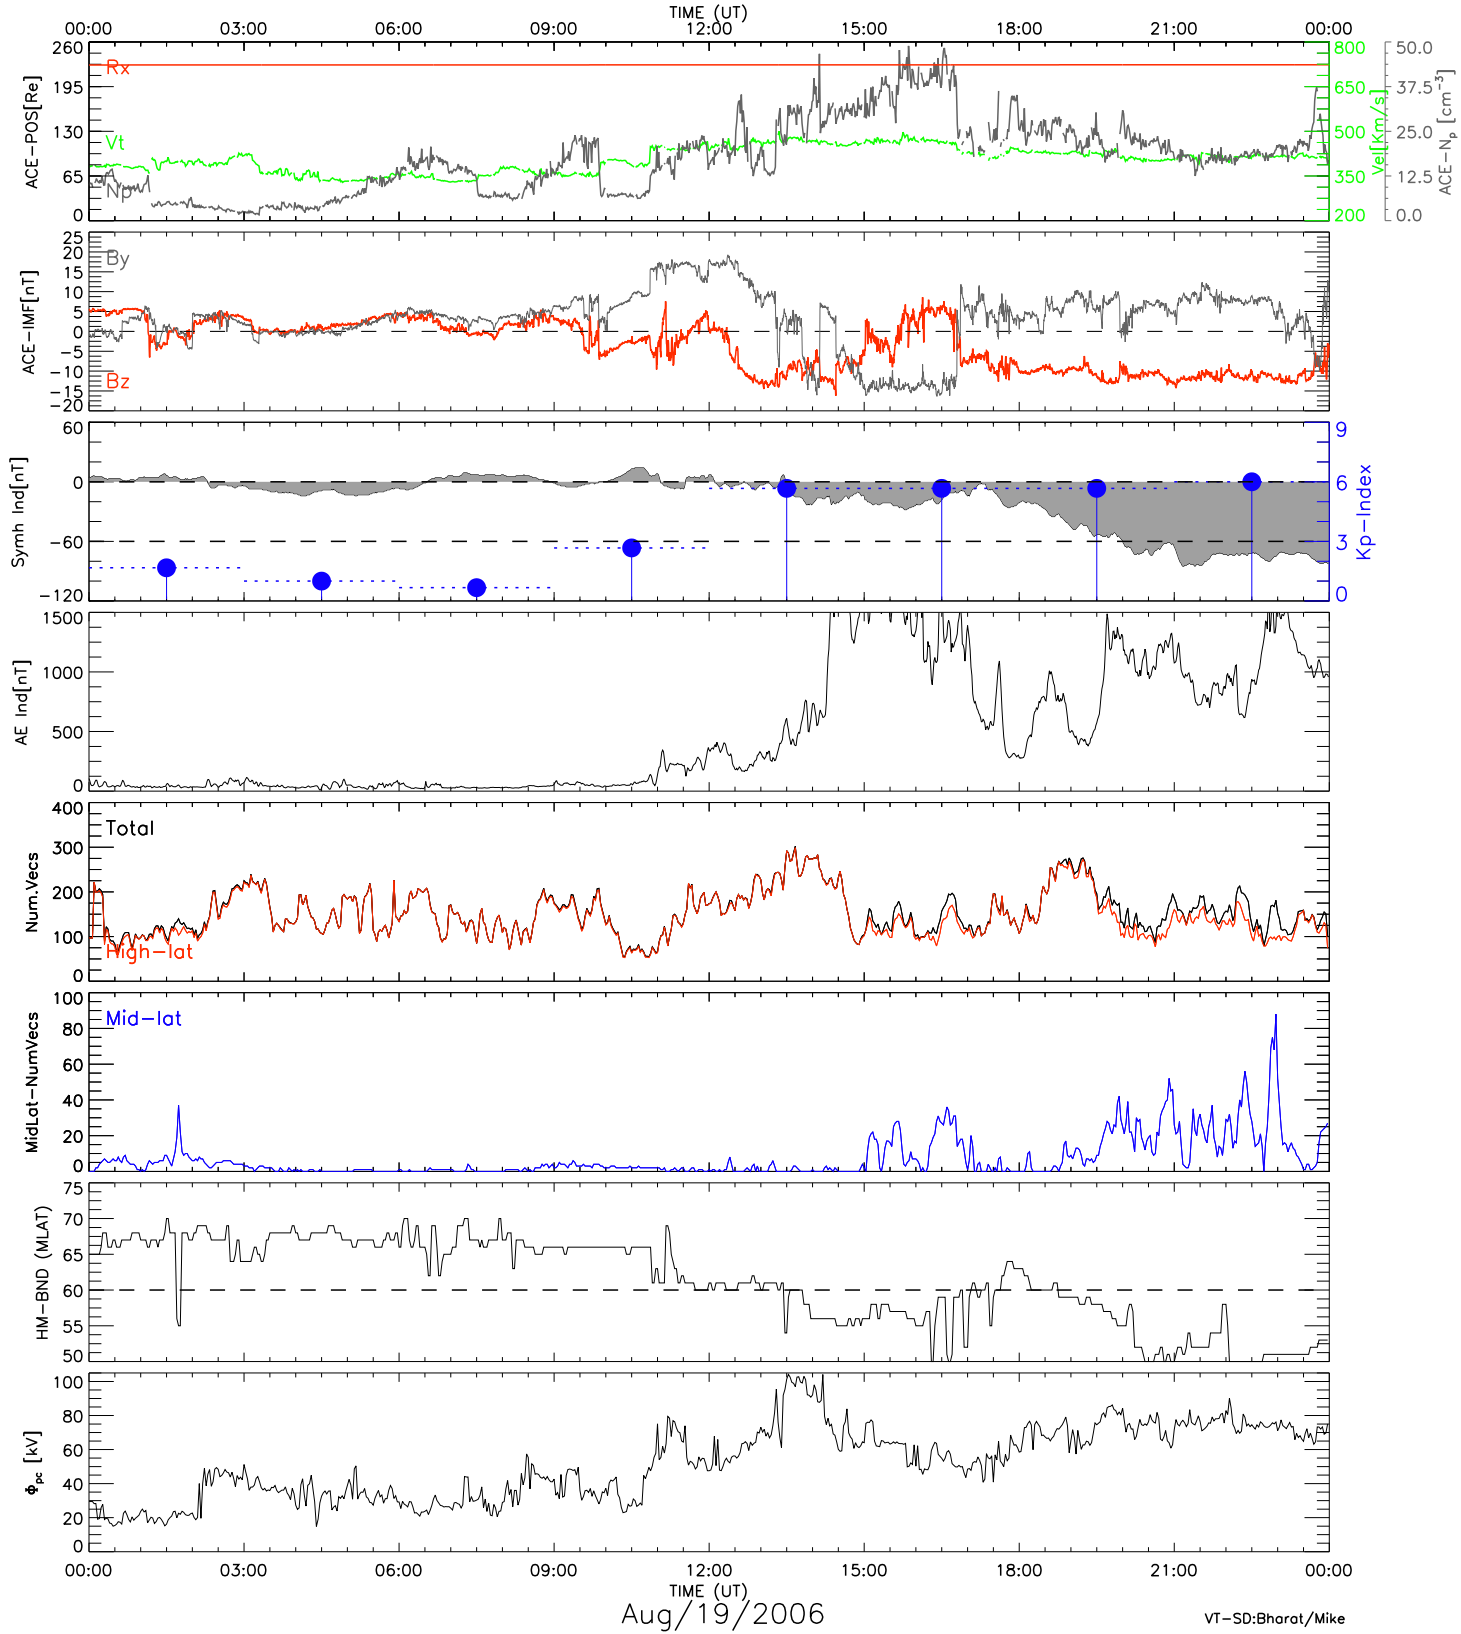 TIME (UT)
00:00 03:00 06:00 09:00 12:00 15:00 18:00 21:00 00:00
260 195 130 65 0
ACE-POS[Re]
Rx
Vt
Np
800 650 500 350 200
Vel[Km/s]
50.0 37.5 25.0 12.5 0.0
ACE-Np [cm-3]
25 20 15 10 5 0 -5 -10 -15 -20
ACE-IMF[nT]
By
Bz
60 0 -60 -120
Symh Ind[nT]
9 6 3 0
Kp-Index
1500 1000 500 0
AE Ind[nT]
400 300 200 100 0
Num.Vecs
Total
High-lat
100 80 60 40 20 0
MidLat-NumVecs
Mid-lat
75 70 65 60 55 50
HM-BND (MLAT)
100 80 60 40 20 0
Φpc [kV]
00:00 03:00 06:00 09:00 12:00 15:00 18:00 21:00 00:00
TIME (UT)
Aug/19/2006
VT-SD:Bharat/Mike